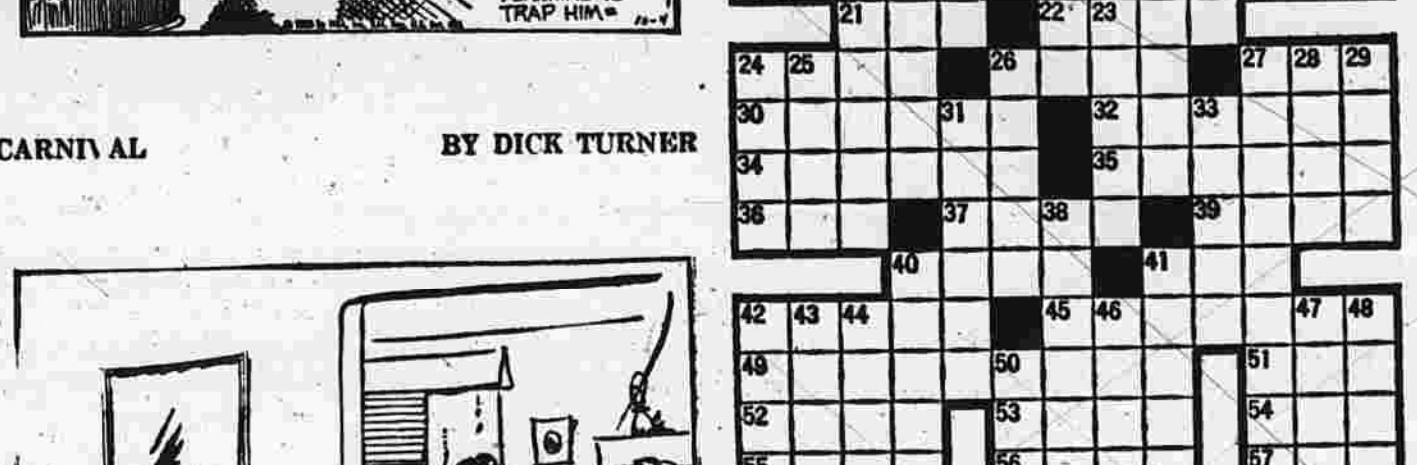 TRAP HIM=
10-4
CARNIVAL
BY DICK TURNER
21 22 23
24 25 26 27 28 29
30 31 32 33
34 35
36 37 38 39
40 41
42 43 44 45 46 47 48
49 50 51
52 53 54
55 56 57